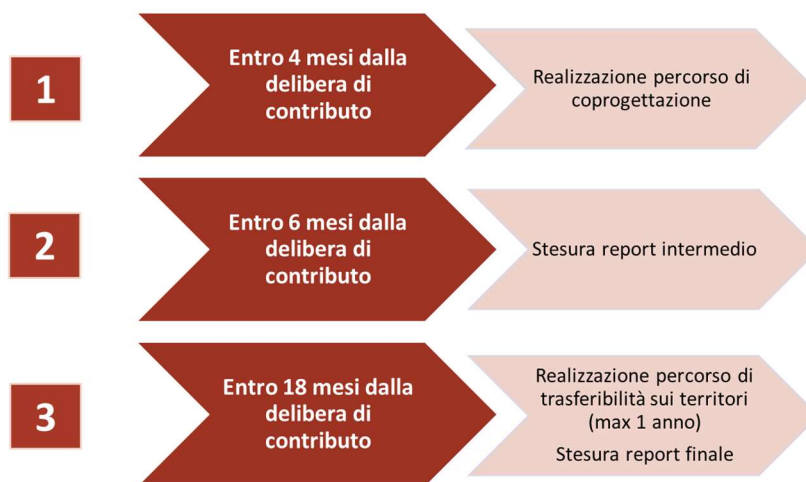 1
Entro 4 mesi dalla
delibera di
contributo
Realizzazione percorso di
coprogettazione
2
Entro 6 mesi dalla
delibera di
contributo
Stesura report intermedio
3
Entro 18 mesi dalla
delibera di
contributo
Realizzazione percorso di
trasferibilità sui territori
(max 1 anno)
Stesura report finale